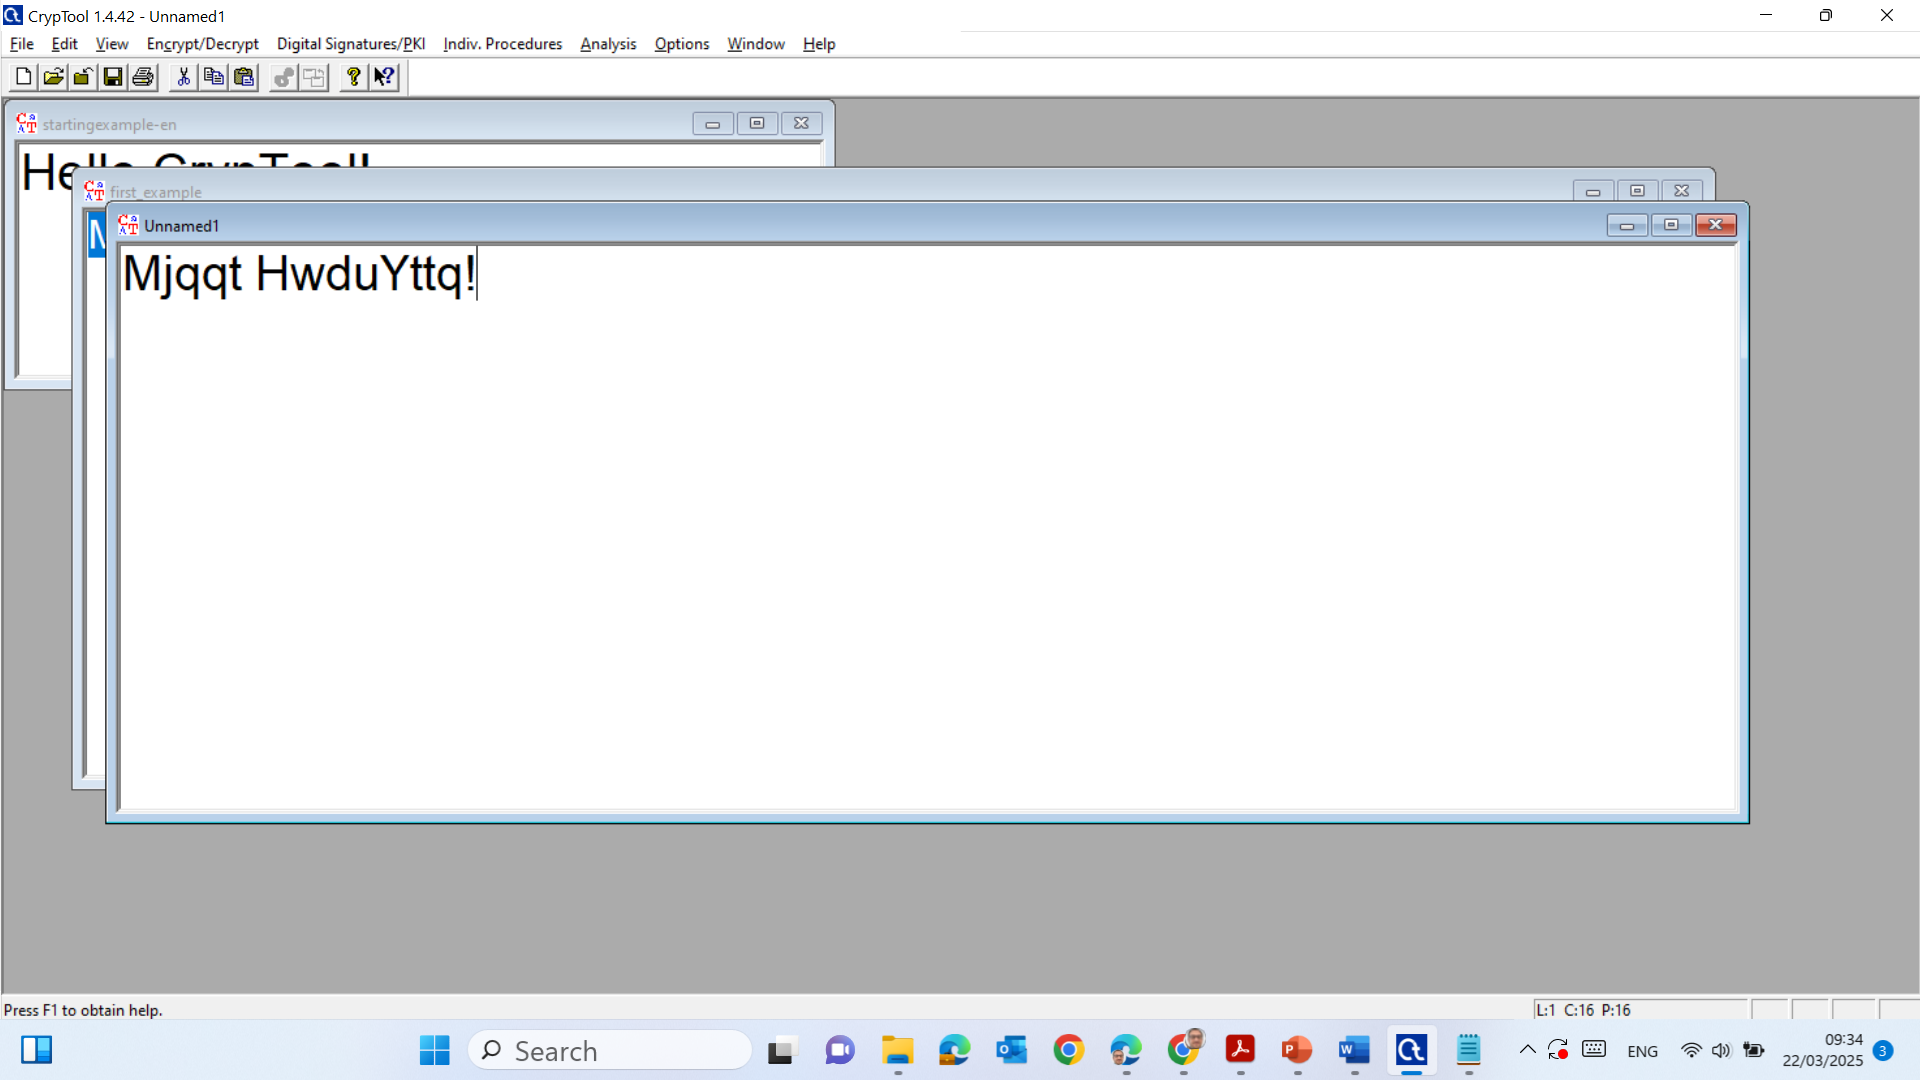 CrypTool 1.4.42 - Unnamed1
File Edit View Encrypt/Decrypt Digital Signatures/PKI Indiv. Procedures Analysis Options Window Help
startingexample-en
Hello CrypTool!
first_example
Unnamed1
Mjqqt HwduYttq!
Press F1 to obtain help.
L:1 C:16 P:16
Search
ENG
09:34
22/03/2025
3